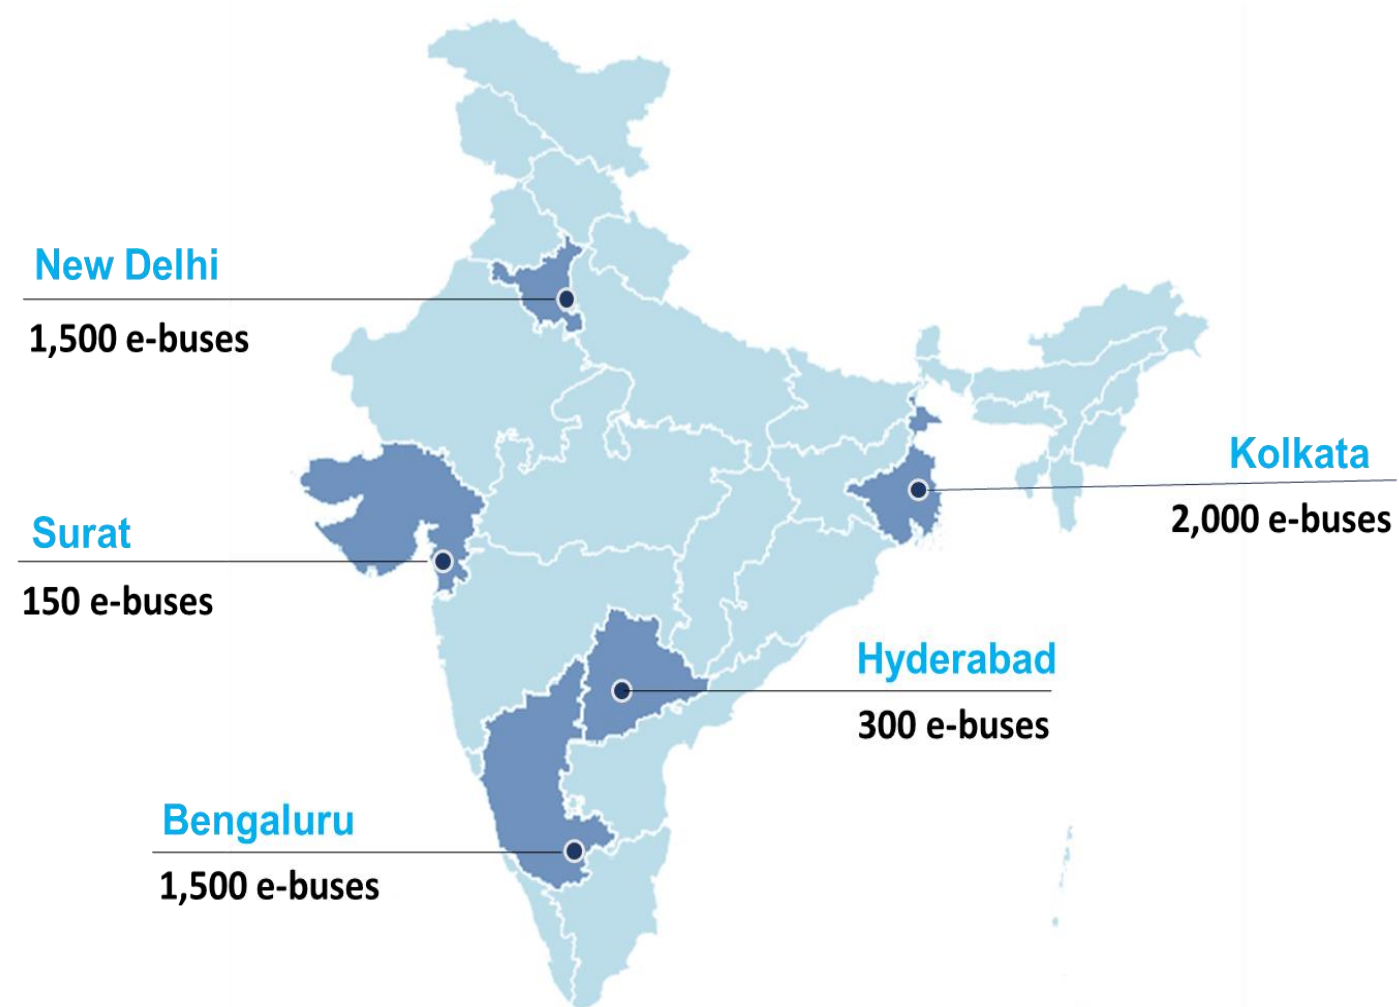 New Delhi
1,500 e-buses
Kolkata
2,000 e-buses
Surat
150 e-buses
Hyderabad
300 e-buses
Bengaluru
1,500 e-buses